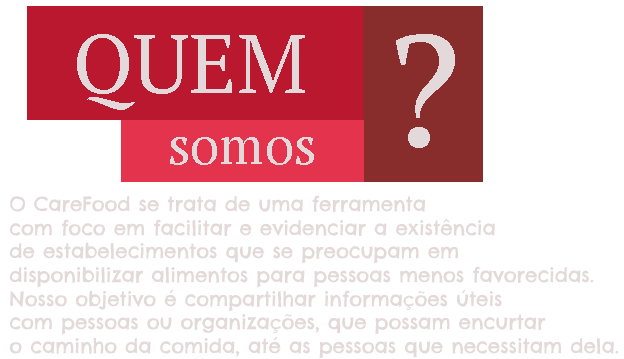 QUEM
somos
?
O CareFood se trata de uma ferramenta
com foco em facilitar e evidenciar a existência
de estabelecimentos que se preocupam em
disponibilizar alimentos para pessoas menos favorecidas.
Nosso objetivo é compartilhar informações úteis
com pessoas ou organizações, que possam encurtar
o caminho da comida, até as pessoas que necessitam dela.